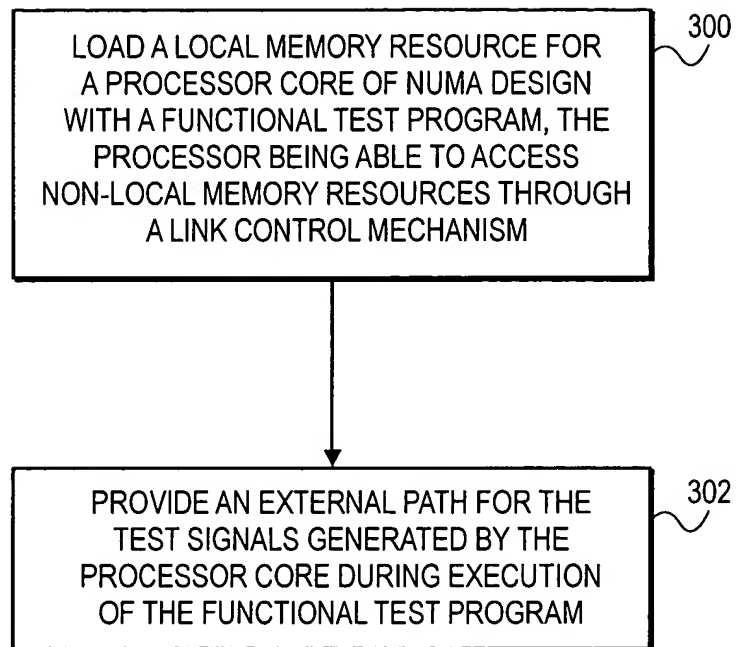 LOAD A LOCAL MEMORY RESOURCE FOR
A PROCESSOR CORE OF NUMA DESIGN
WITH A FUNCTIONAL TEST PROGRAM, THE
PROCESSOR BEING ABLE TO ACCESS
NON-LOCAL MEMORY RESOURCES THROUGH
A LINK CONTROL MECHANISM
300
PROVIDE AN EXTERNAL PATH FOR THE
TEST SIGNALS GENERATED BY THE
PROCESSOR CORE DURING EXECUTION
OF THE FUNCTIONAL TEST PROGRAM
302